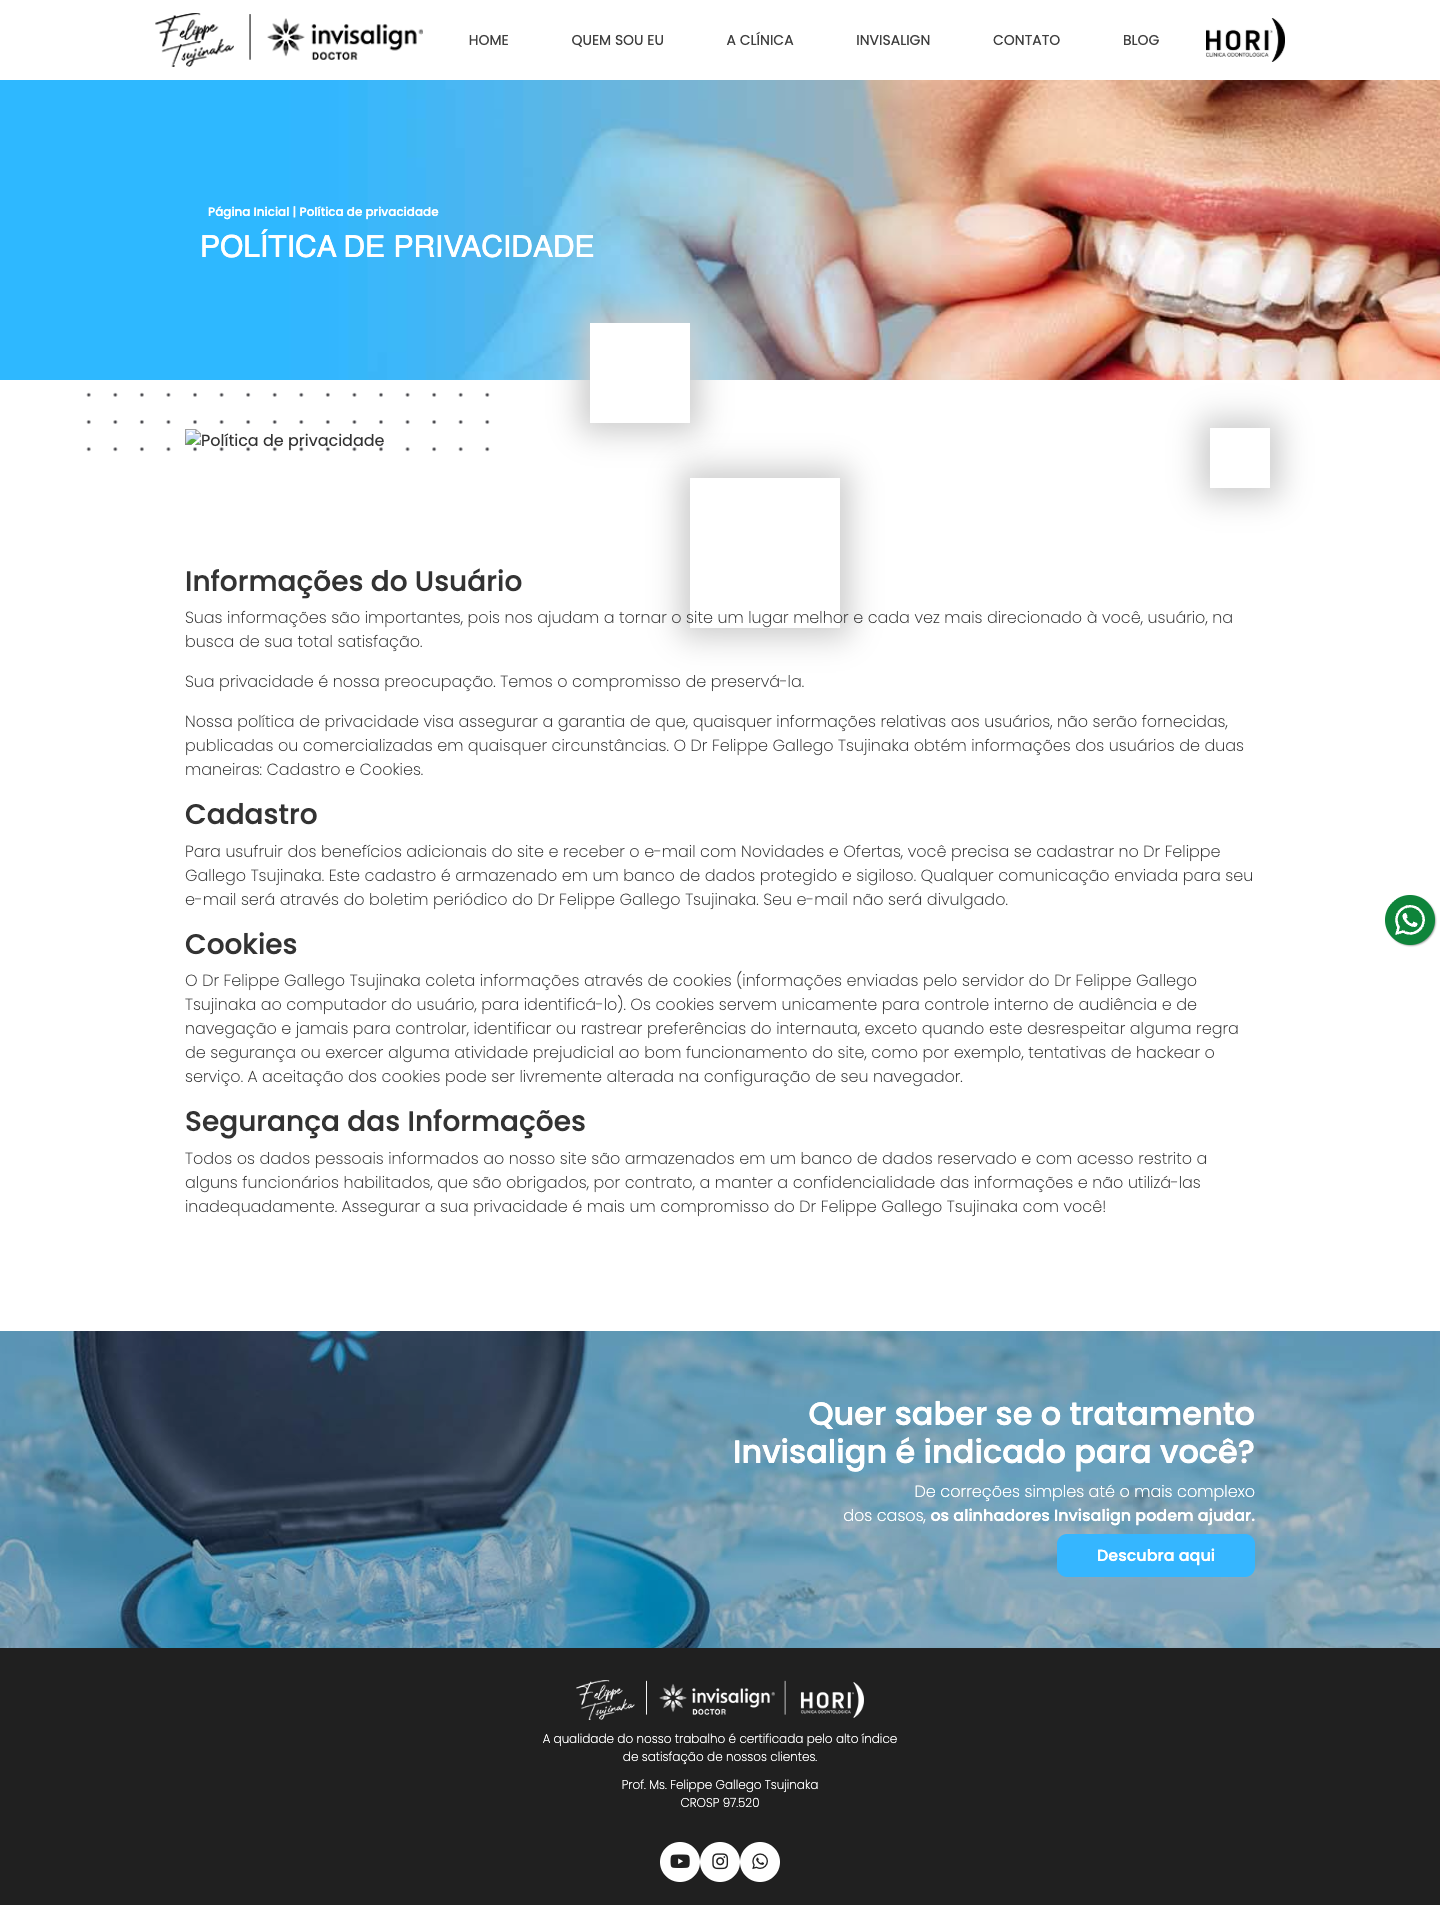 Felippe Tsujinaka
invisalign
DOCTOR
HOME
QUEM SOU EU
A CLÍNICA
INVISALIGN
CONTATO
BLOG
HORI
CLÍNICA ODONTOLÓGICA
Página Inicial | Política de privacidade
POLÍTICA DE PRIVACIDADE
Política de privacidade
Informações do Usuário
Suas informações são importantes, pois nos ajudam a tornar o site um lugar melhor e cada vez mais direcionado à você, usuário, na
busca de sua total satisfação.
Sua privacidade é nossa preocupação. Temos o compromisso de preservá-la.
Nossa política de privacidade visa assegurar a garantia de que, quaisquer informações relativas aos usuários, não serão fornecidas,
publicadas ou comercializadas em quaisquer circunstâncias. O Dr Felippe Gallego Tsujinaka obtém informações dos usuários de duas
maneiras: Cadastro e Cookies.
Cadastro
Para usufruir dos benefícios adicionais do site e receber o e-mail com Novidades e Ofertas, você precisa se cadastrar no Dr Felippe
Gallego Tsujinaka. Este cadastro é armazenado em um banco de dados protegido e sigiloso. Qualquer comunicação enviada para seu
e-mail será através do boletim periódico do Dr Felippe Gallego Tsujinaka. Seu e-mail não será divulgado.
Cookies
O Dr Felippe Gallego Tsujinaka coleta informações através de cookies (informações enviadas pelo servidor do Dr Felippe Gallego
Tsujinaka ao computador do usuário, para identificá-lo). Os cookies servem unicamente para controle interno de audiência e de
navegação e jamais para controlar, identificar ou rastrear preferências do internauta, exceto quando este desrespeitar alguma regra
de segurança ou exercer alguma atividade prejudicial ao bom funcionamento do site, como por exemplo, tentativas de hackear o
serviço. A aceitação dos cookies pode ser livremente alterada na configuração de seu navegador.
Segurança das Informações
Todos os dados pessoais informados ao nosso site são armazenados em um banco de dados reservado e com acesso restrito a
alguns funcionários habilitados, que são obrigados, por contrato, a manter a confidencialidade das informações e não utilizá-las
inadequadamente. Assegurar a sua privacidade é mais um compromisso do Dr Felippe Gallego Tsujinaka com você!
Quer saber se o tratamento
Invisalign é indicado para você?
De correções simples até o mais complexo
dos casos, os alinhadores Invisalign podem ajudar.
Descubra aqui
Felippe Tsujinaka
invisalign
DOCTOR
HORI
CLÍNICA ODONTOLÓGICA
A qualidade do nosso trabalho é certificada pelo alto índice
de satisfação de nossos clientes.
Prof. Ms. Felippe Gallego Tsujinaka
CROSP 97.520